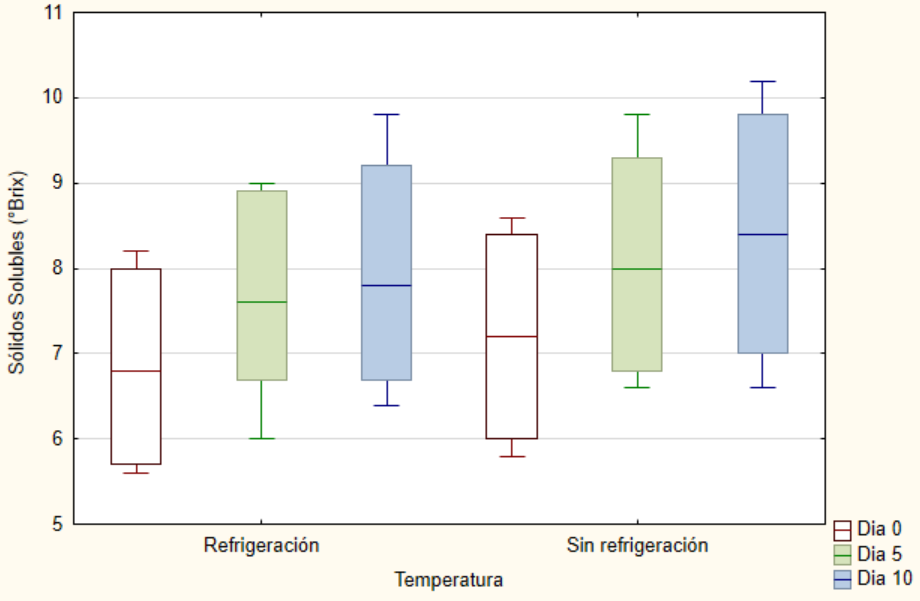 11
10
9
8
7
6
5
Sólidos Solubles (°Brix)
Refrigeración
Sin refrigeración
Temperatura
Dia 0
Dia 5
Dia 10